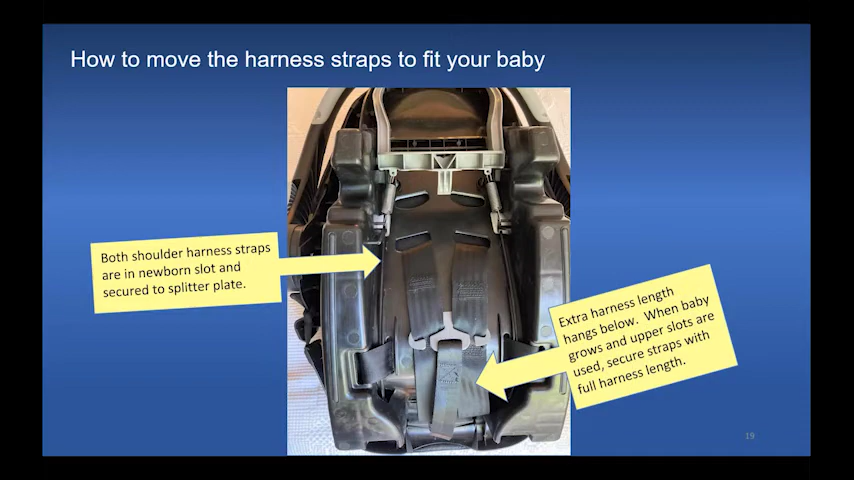 How to move the harness straps to fit your baby
Both shoulder harness straps
are in newborn slot and
secured to splitter plate.
Extra harness length
hangs below.  When baby
grows and upper slots are
used, secure straps with
full harness length.
19